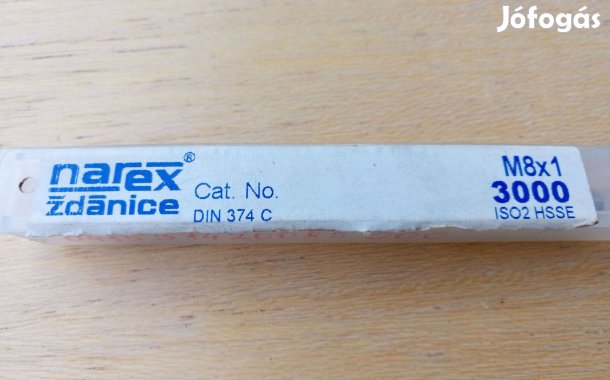 Jófogás
narex®
ždánice
Cat. No.
DIN 374 C
M8x1
3000
ISO2 HSSE